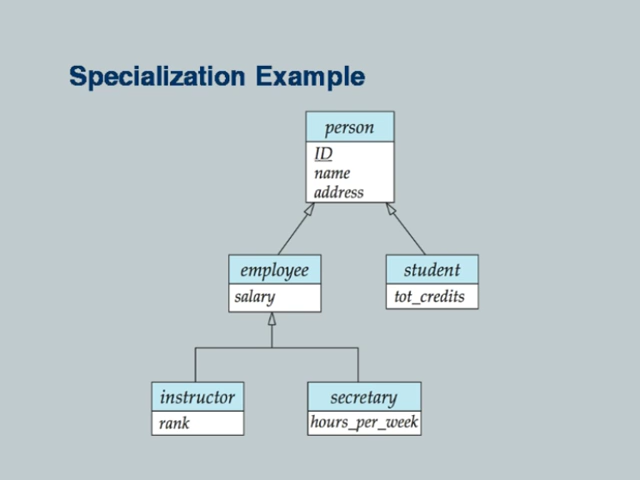 Specialization Example
person
ID
name
address
employee
salary
student
tot_credits
instructor
rank
secretary
hours_per_week